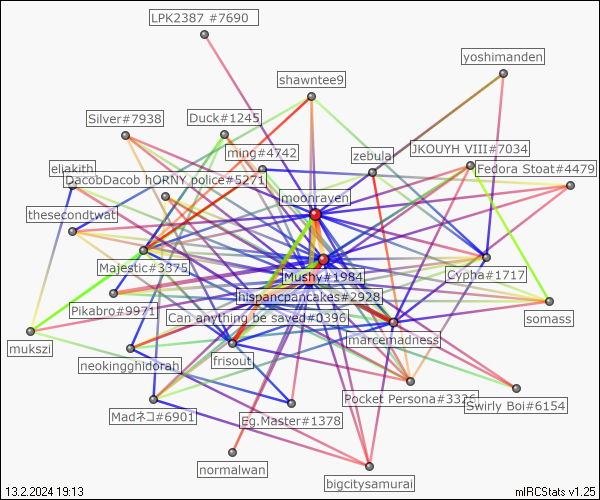 LPK2387 #7690
yoshimanden
shawntee9
Silver#7938
Duck#1245
ming#4742
zebula
JKOUYH VIII#7034
Fedora Stoat#4479
eliakith
DacobDacob hORNY police#5271
moonraven
thesecondtwat
Majestic#3375
Mushy#1984
Cypha#1717
hispancpancakes#2928
Pikabro#9971
Can anything be saved#0396
somass
mukszi
marcemadness
neokingghidorah
frisout
Pocket Persona#3326
Swirly Boi#6154
Madネコ#6901
Eg.Master#1378
normalwan
bigcitysamurai
13.2.2024 19:13
mIRCStats v1.25